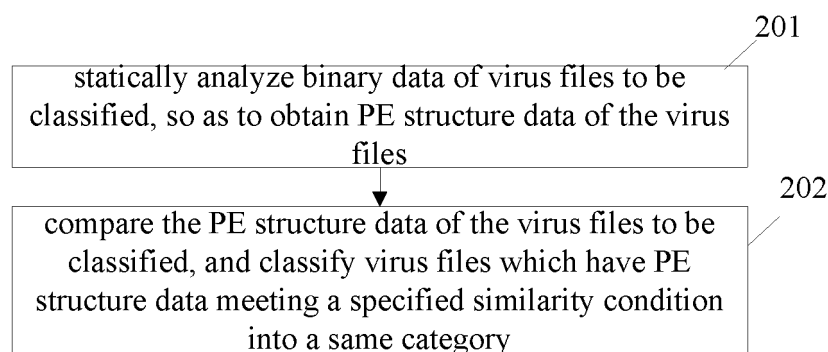 201
statically analyze binary data of virus files to be
classified, so as to obtain PE structure data of the virus
files
202
compare the PE structure data of the virus files to be
classified, and classify virus files which have PE
structure data meeting a specified similarity condition
into a same category